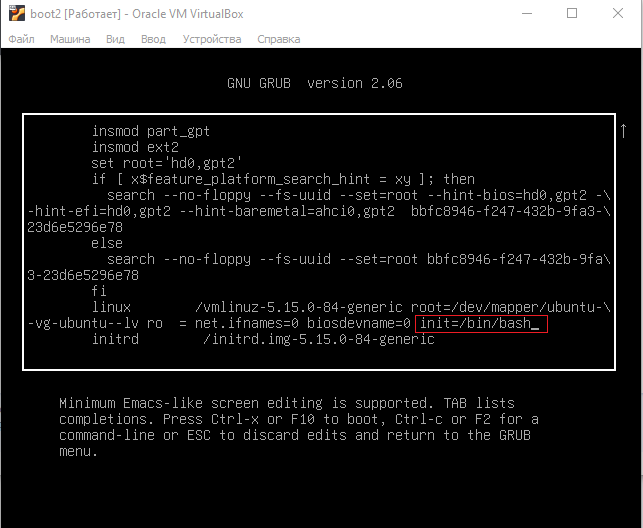 boot2 [Работает] - Oracle VM VirtualBox
Файл Машина Вид Ввод Устройства Справка
GNU GRUB version 2.06
insmod part_gpt
insmod ext2
set root='hd0,gpt2'
if [ x$feature_platform_search_hint = xy ]; then
search --no-floppy --fs-uuid --set=root --hint-bios=hd0,gpt2 -\
-hint-efi=hd0,gpt2 --hint-baremetal=ahci0,gpt2 bbfc8946-f247-432b-9fa3-\
23d6e5296e78
else
search --no-floppy --fs-uuid --set=root bbfc8946-f247-432b-9fa\
3-23d6e5296e78
fi
linux /vmlinuz-5.15.0-84-generic root=/dev/mapper/ubuntu-\
-vg-ubuntu--lv ro = net.ifnames=0 biosdevname=0 init=/bin/bash_
initrd /initrd.img-5.15.0-84-generic
↑
Minimum Emacs-like screen editing is supported. TAB lists
completions. Press Ctrl-x or F10 to boot, Ctrl-c or F2 for a
command-line or ESC to discard edits and return to the GRUB
menu.